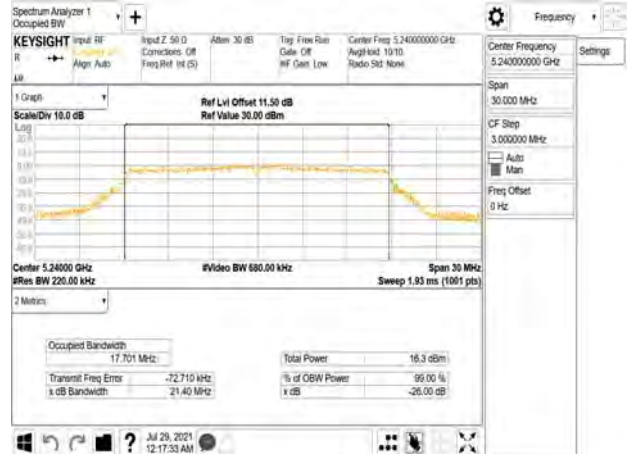 Spectrum Analyzer 1
Occupied BW
Frequency
KEYSIGHT Input: RF
R
Align: Auto
Input Z: 50 Ω
Corrections: Off
Freq Ref: Int (S)
Atten: 30 dB
Trig: Free Run
Gate: Off
#IF Gain: Low
Center Freq: 5.240000000 GHz
Avg|Hold: 10/10
Radio Std: None
Center Frequency
5.240000000 GHz
Settings
Span
30.000 MHz
CF Step
3.000000 MHz
Auto
Man
Freq Offset
0 Hz
1 Graph
Scale/Div 10.0 dB
Ref Lvl Offset 11.50 dB
Ref Value 30.00 dBm
Log
Center 5.24000 GHz
#Video BW 680.00 kHz
Span 30 MHz
#Res BW 220.00 kHz
Sweep 1.93 ms (1001 pts)
2 Metrics
Occupied Bandwidth
17.701 MHz
Total Power 16.3 dBm
Transmit Freq Error -72.710 kHz
% of OBW Power 99.00 %
x dB Bandwidth 21.40 MHz
x dB -26.00 dB
?
Jul 29, 2021
12:17:33 AM